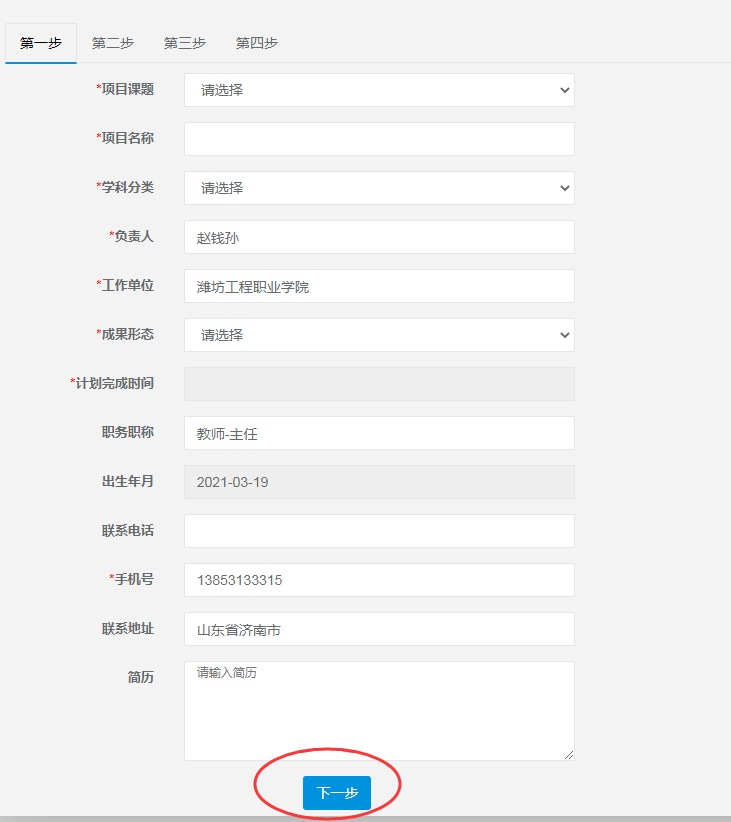 第一步 第二步 第三步 第四步
*项目课题 请选择
*项目名称
*学科分类 请选择
*负责人 赵钱孙
*工作单位 潍坊工程职业学院
*成果形态 请选择
*计划完成时间
职务职称 教师-主任
出生年月 2021-03-19
联系电话
*手机号 13853133315
联系地址 山东省济南市
简历 请输入简历
下一步